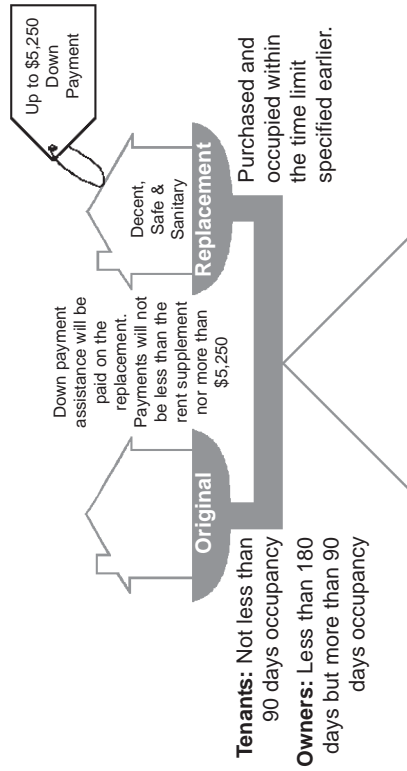 Up to $5,250
Down
Payment
Down payment
assistance will be
paid on the
replacement.
Payments will not
be less than the
rent supplement
nor more than
$5,250
Decent,
Safe &
Sanitary
Original
Replacement
Tenants: Not less than
90 days occupancy
Owners: Less than 180
days but more than 90
days occupancy
Purchased and
occupied within
the time limit
specified earlier.